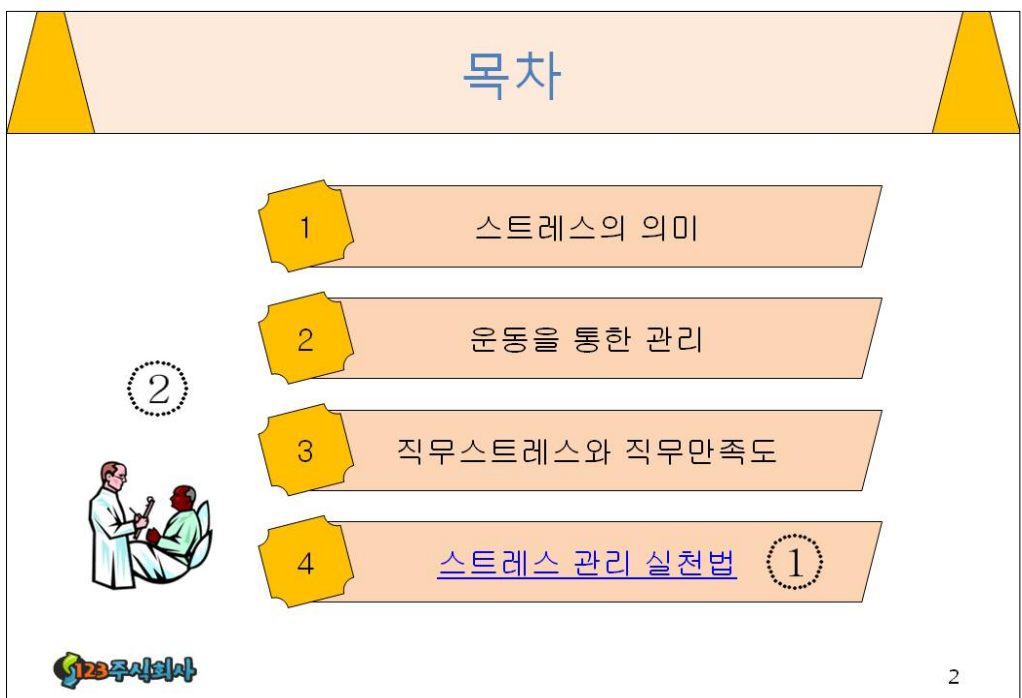 목차
1 스트레스의 의미
2 운동을 통한 관리
②
3 직무스트레스와 직무만족도
4 스트레스 관리 실천법 ①
123주식회사
2